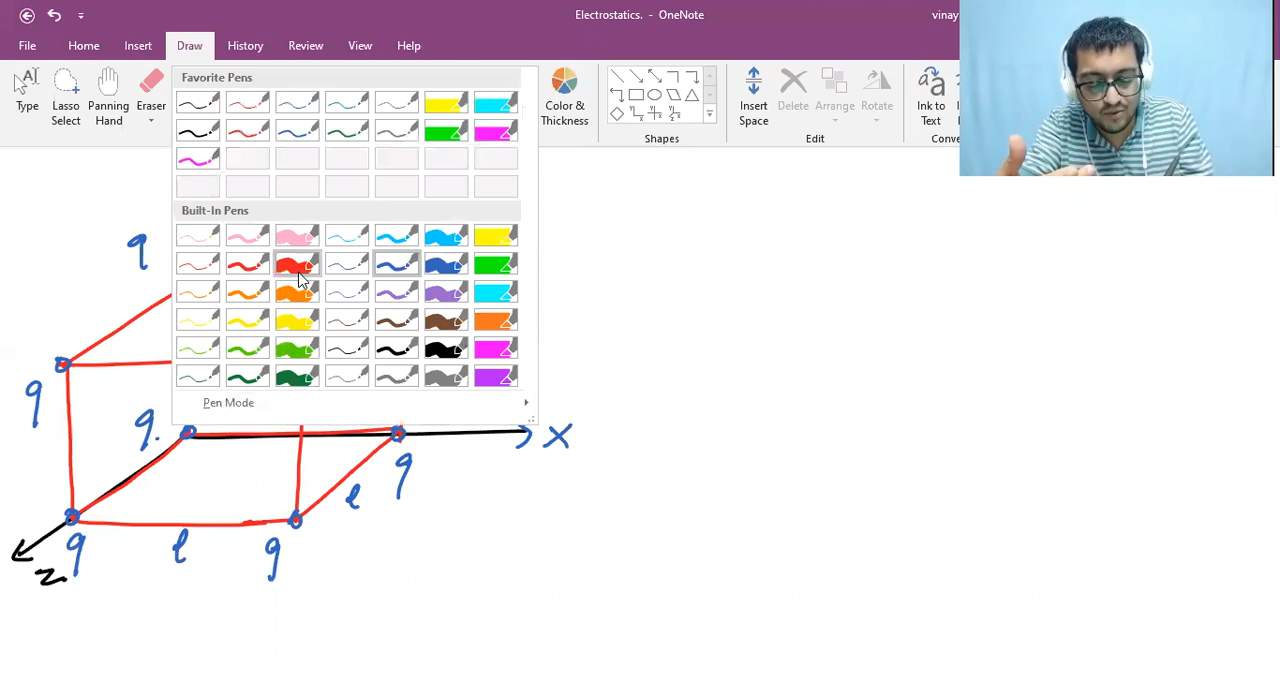 Electrostatics. - OneNote
vinay
File Home Insert Draw History Review View Help
Type
Lasso Select
Panning Hand
Eraser
Favorite Pens
Built-In Pens
Pen Mode
Color & Thickness
Shapes
Insert Space
Delete
Arrange
Rotate
Edit
Ink to Text
Conve
q
q
q.
x
q
l
q
l
q
z